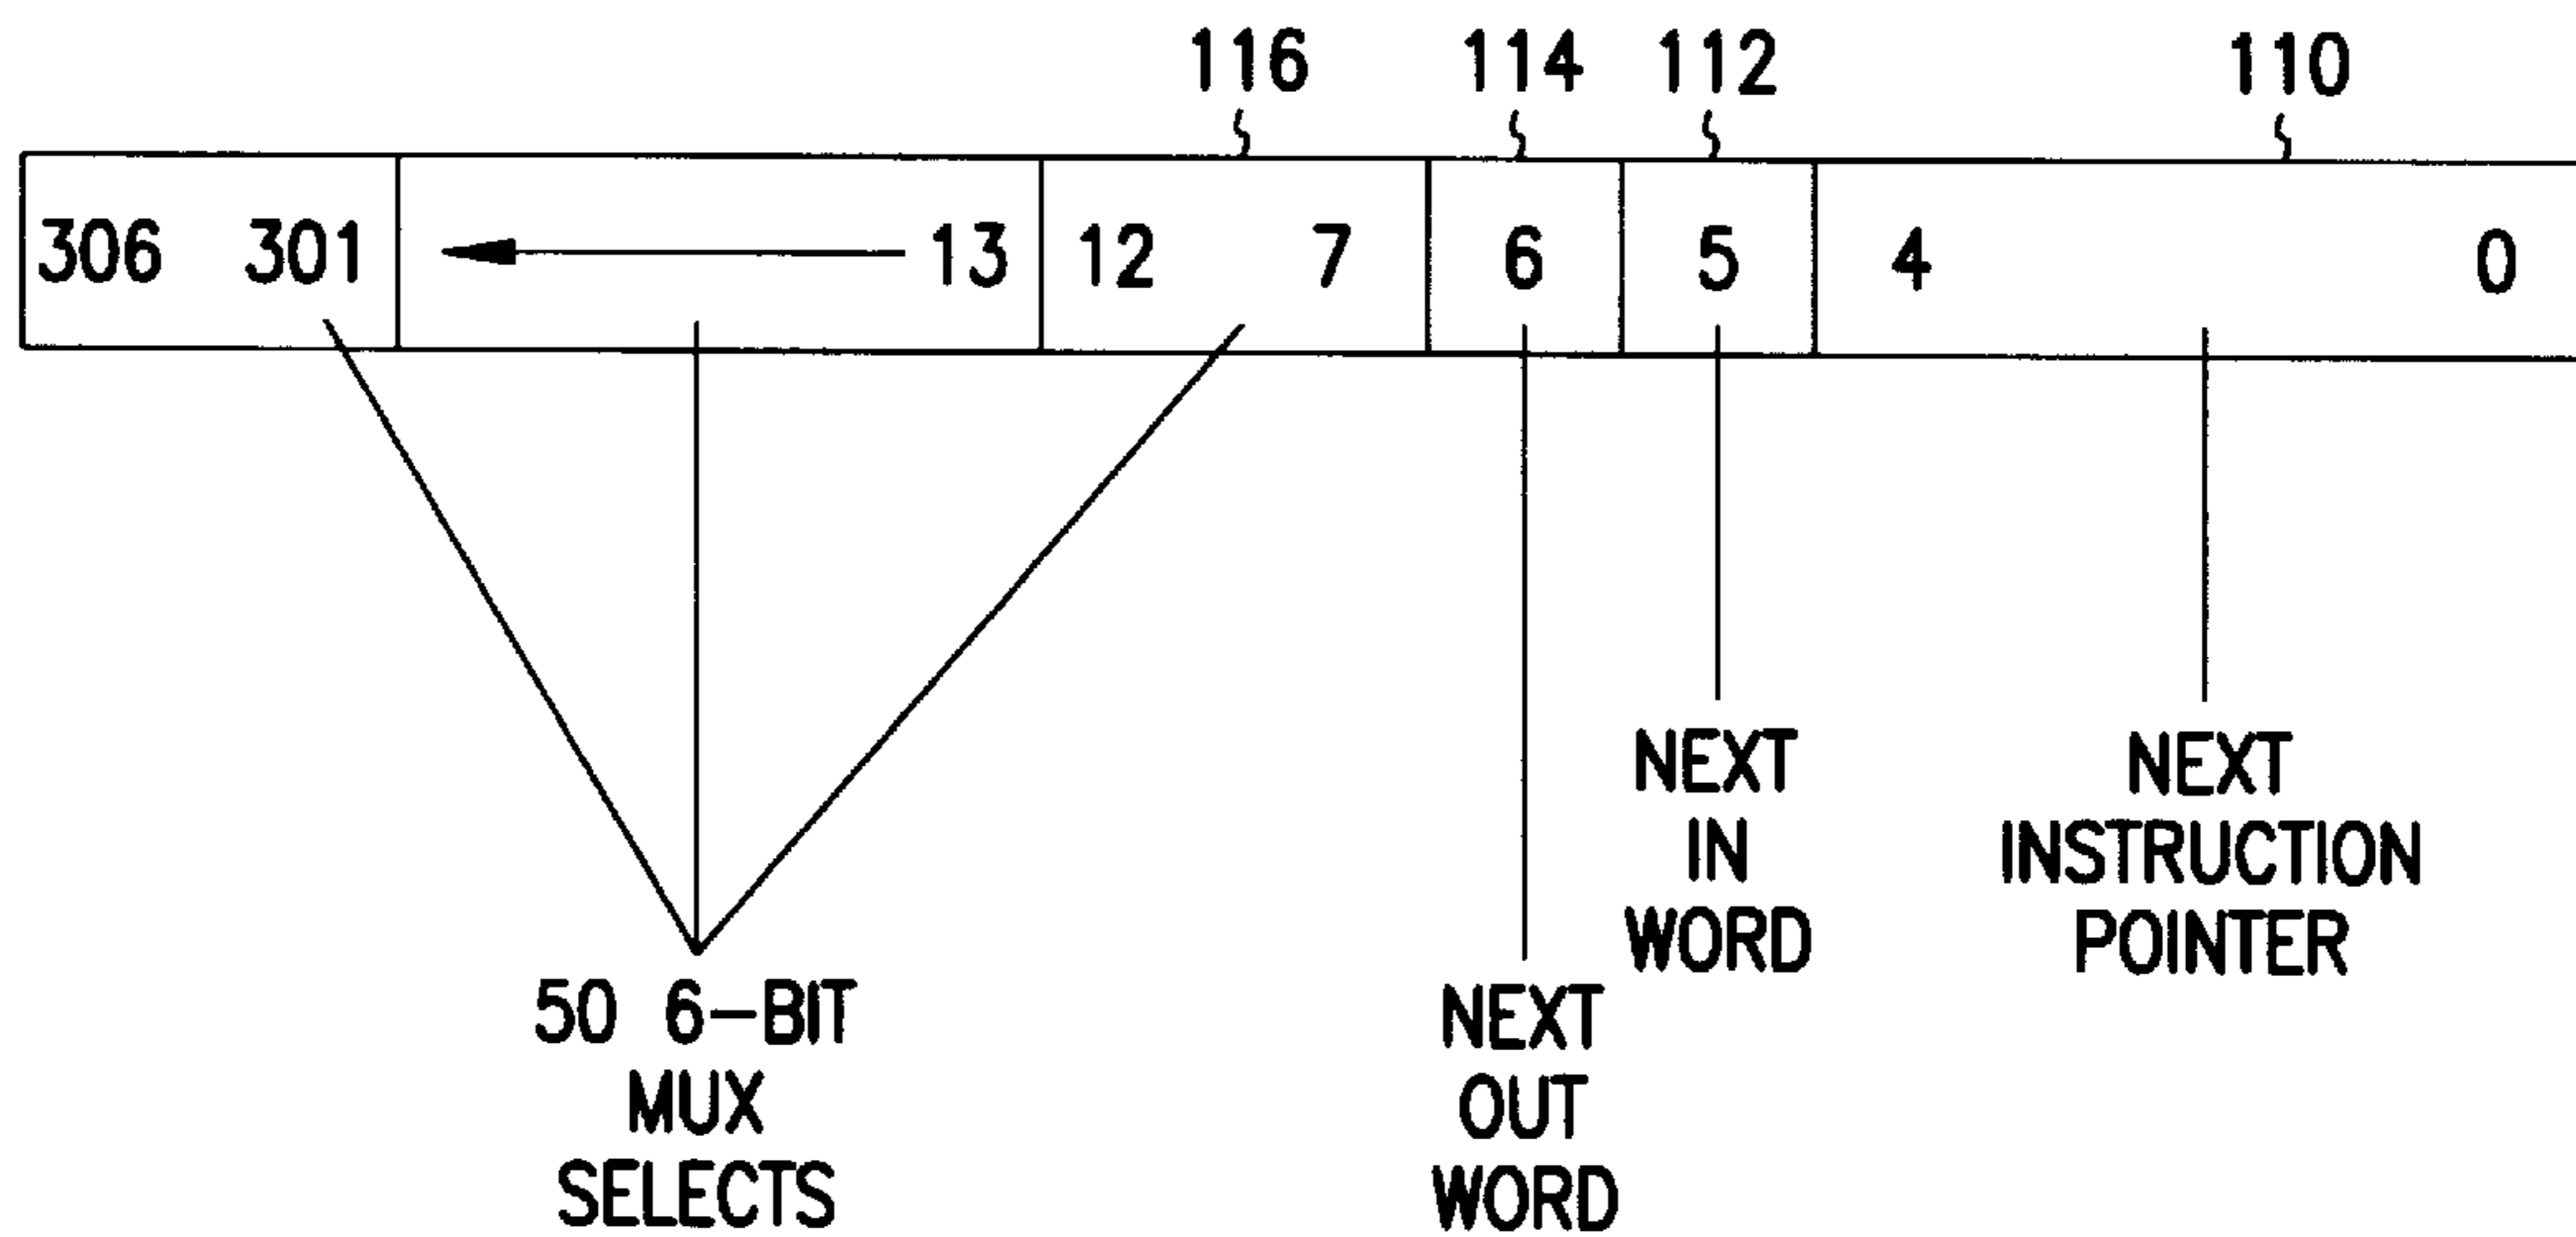 116 114 112 110
306 301 13 12 7 6 5 4 0
NEXT
IN
WORD
NEXT
INSTRUCTION
POINTER
50 6-BIT
MUX
SELECTS
NEXT
OUT
WORD